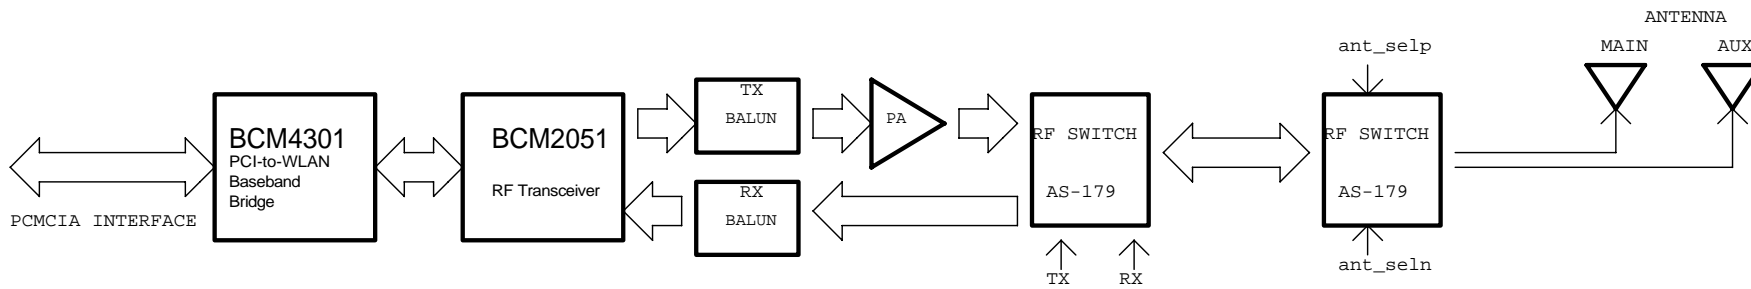 ANTENNA
MAIN
AUX
ant_selp
TX
BALUN
PA
BCM4301
PCI-to-WLAN
Baseband
Bridge
BCM2051
RF Transceiver
RF SWITCH
AS-179
RF SWITCH
AS-179
RX
BALUN
PCMCIA INTERFACE
TX
RX
ant_seln